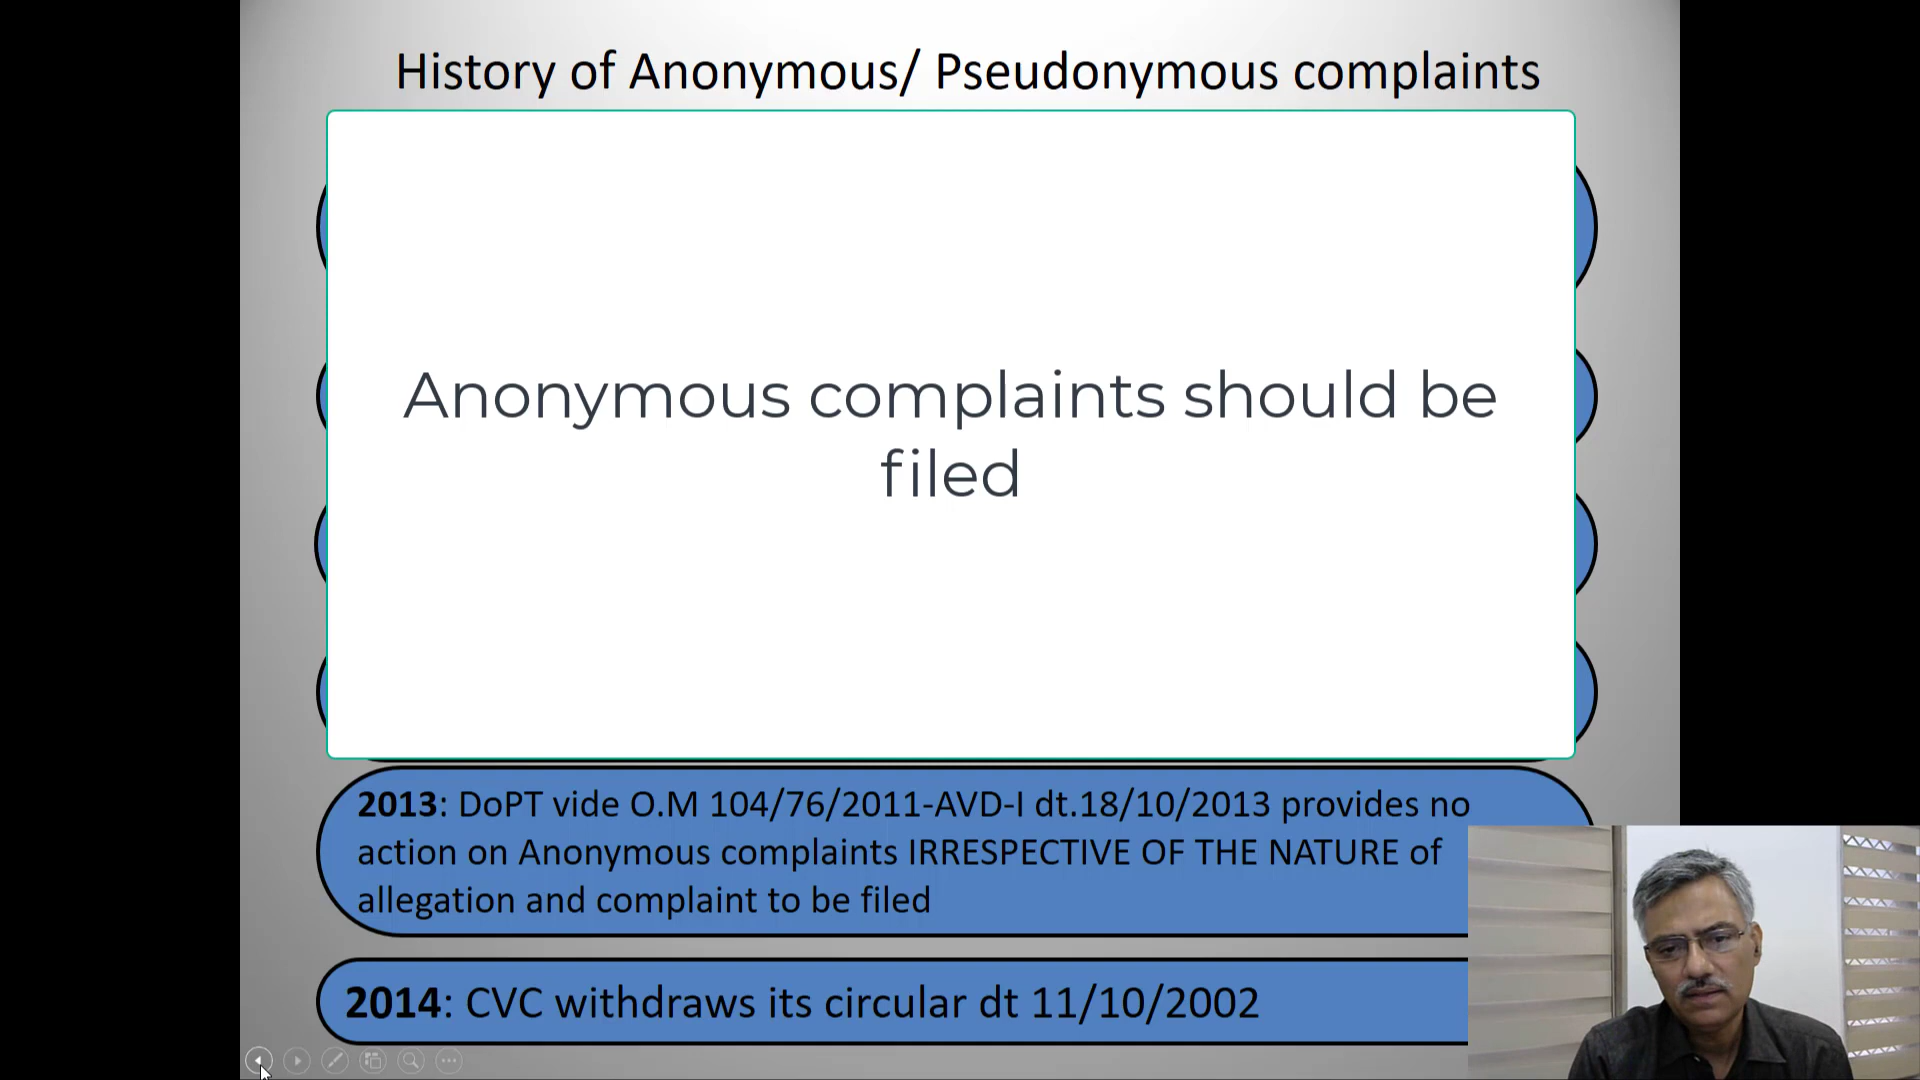 History of Anonymous/ Pseudonymous complaints
Anonymous complaints should be
filed
2013: DoPT vide O.M 104/76/2011-AVD-I dt.18/10/2013 provides no
action on Anonymous complaints IRRESPECTIVE OF THE NATURE of
allegation and complaint to be filed
2014: CVC withdraws its circular dt 11/10/2002